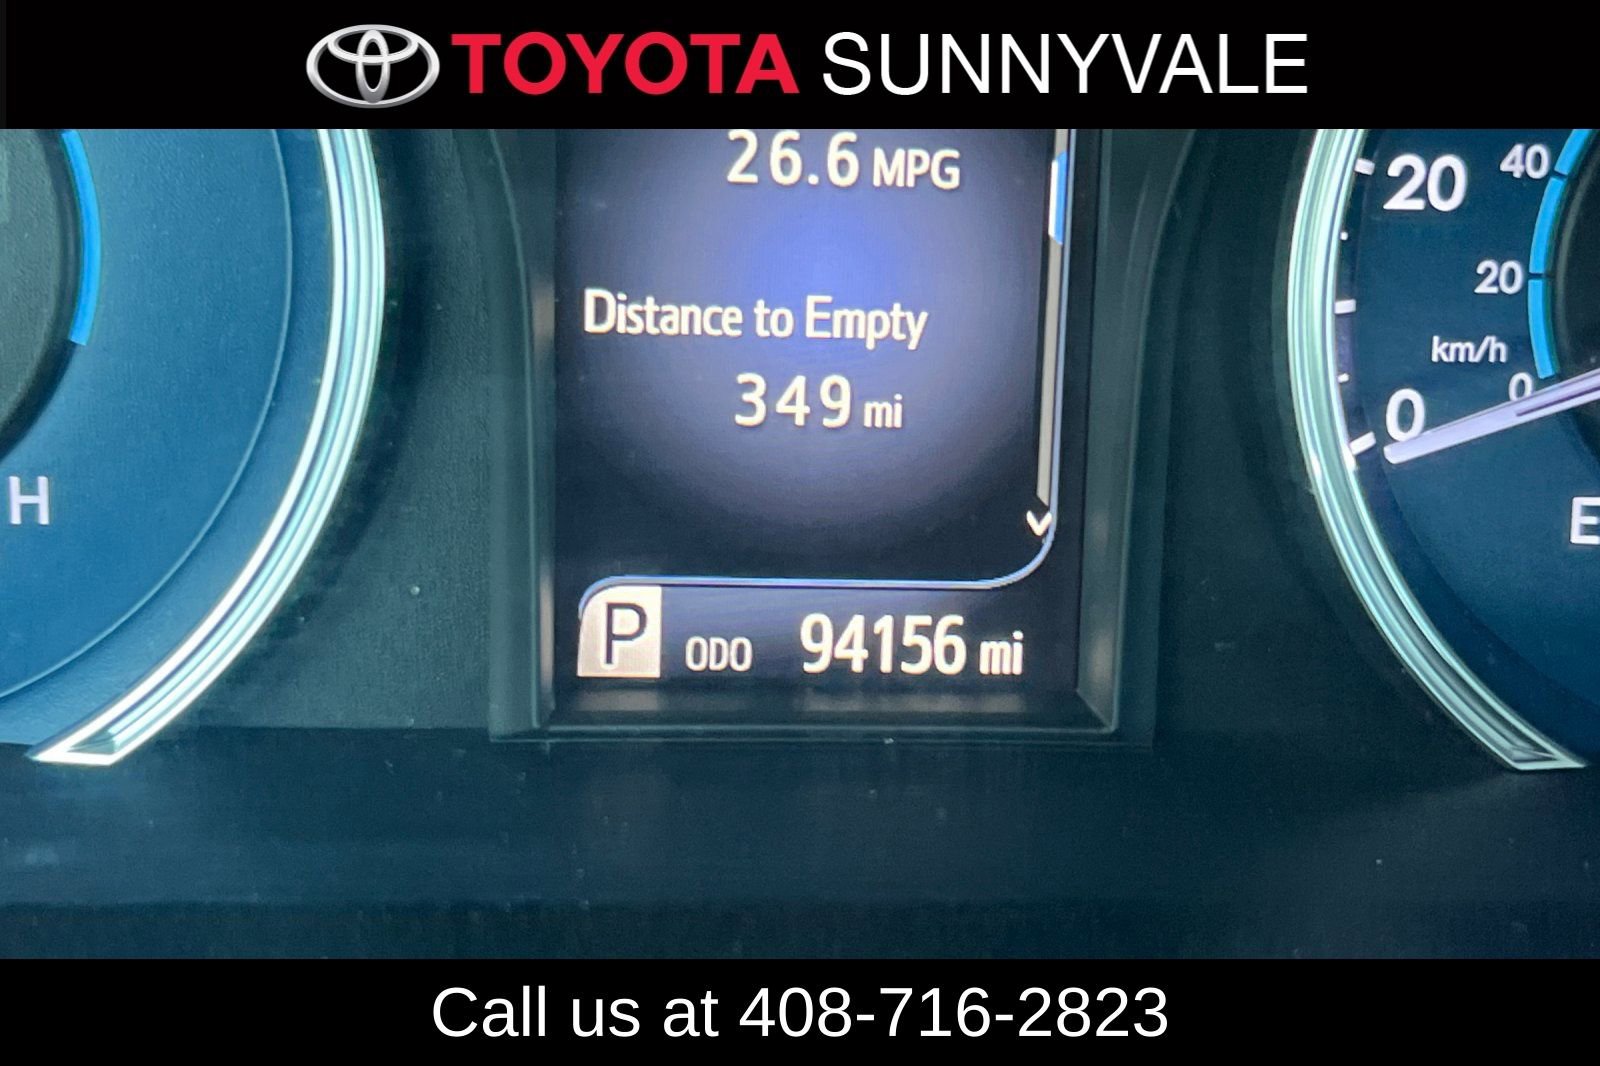 TOYOTA SUNNYVALE
26.6 MPG
20 40
Distance to Empty
20
km/h
349 mi
0
0
H
E
P ODO 94156 mi
Call us at 408-716-2823